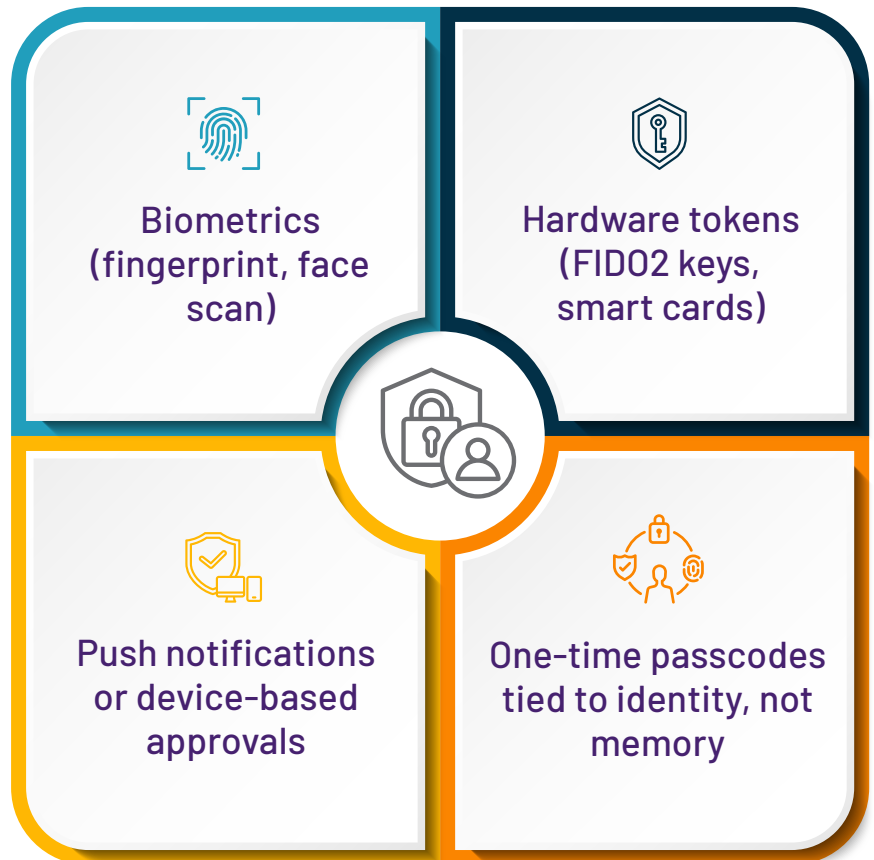 Biometrics
(fingerprint, face
scan)
Hardware tokens
(FIDO2 keys,
smart cards)
Push notifications
or device-based
approvals
One-time passcodes
tied to identity, not
memory